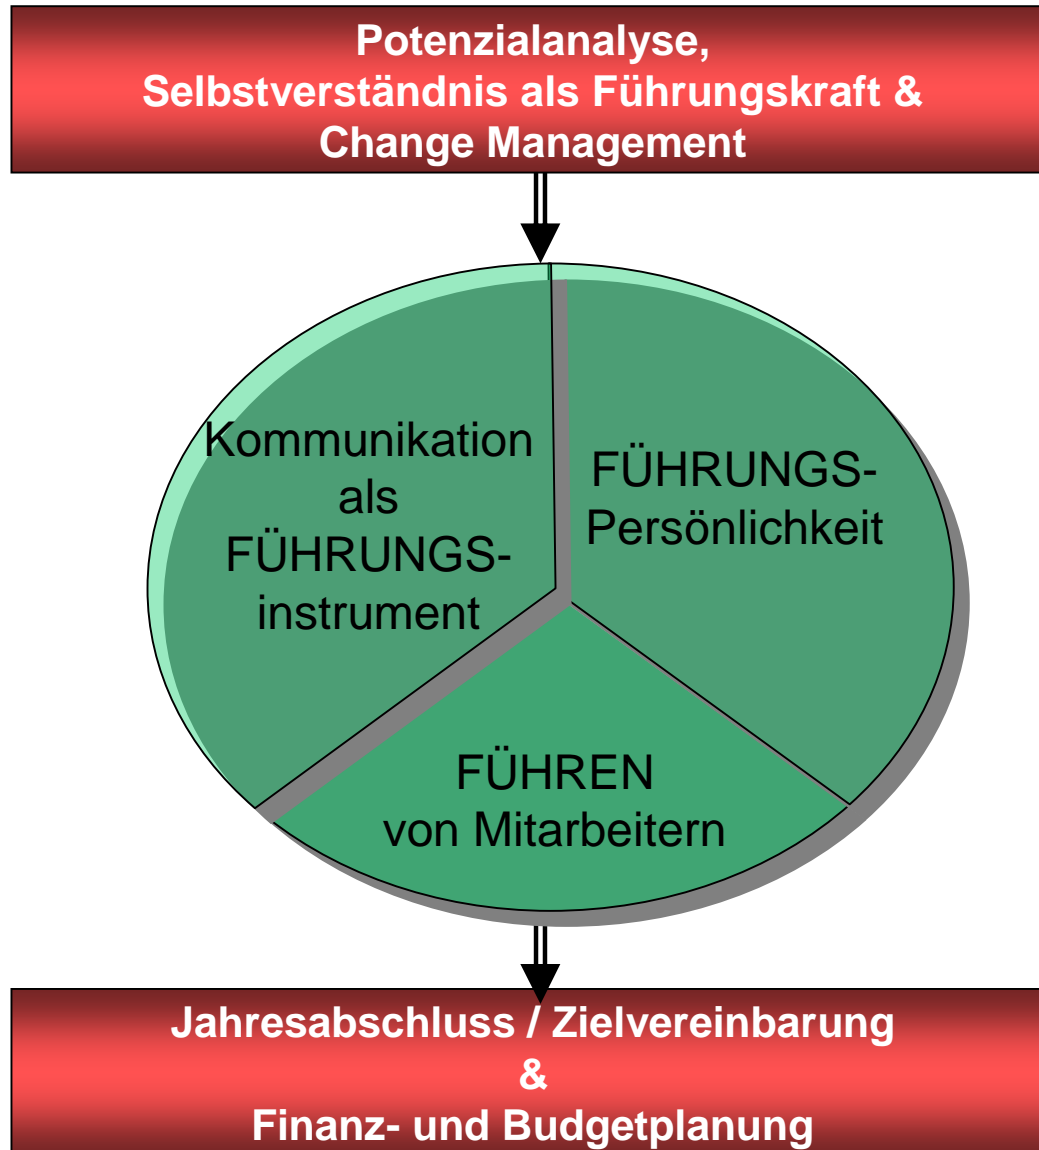 Potenzialanalyse,
Selbstverständnis als Führungskraft &
Change Management
Kommunikation
als
FÜHRUNGS-
instrument
FÜHRUNGS-
Persönlichkeit
FÜHREN
von Mitarbeitern
Jahresabschluss / Zielvereinbarung
&
Finanz- und Budgetplanung